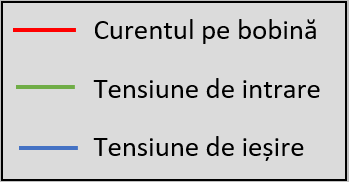 Curentul pe bobină
Tensiune de intrare
Tensiune de ieșire